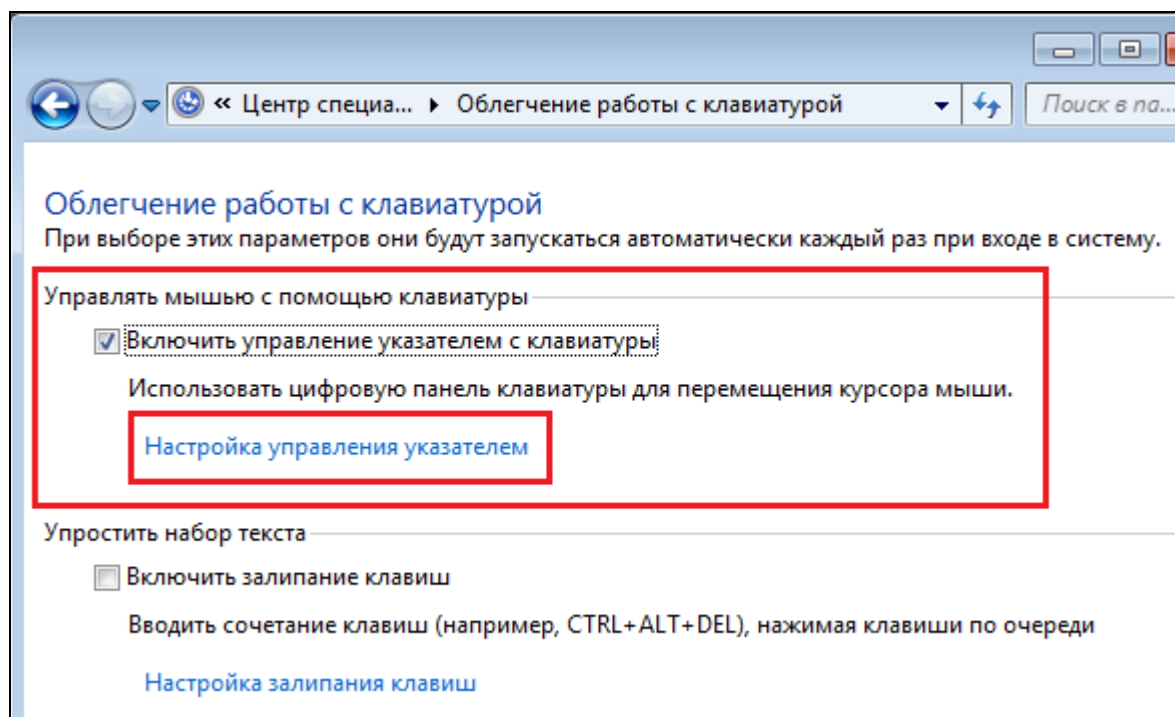 « Центр специа... ▸ Облегчение работы с клавиатурой
Поиск в па...
Облегчение работы с клавиатурой
При выборе этих параметров они будут запускаться автоматически каждый раз при входе в систему.
Управлять мышью с помощью клавиатуры
Включить управление указателем с клавиатуры
Использовать цифровую панель клавиатуры для перемещения курсора мыши.
Настройка управления указателем
Упростить набор текста
Включить залипание клавиш
Вводить сочетание клавиш (например, CTRL+ALT+DEL), нажимая клавиши по очереди
Настройка залипания клавиш